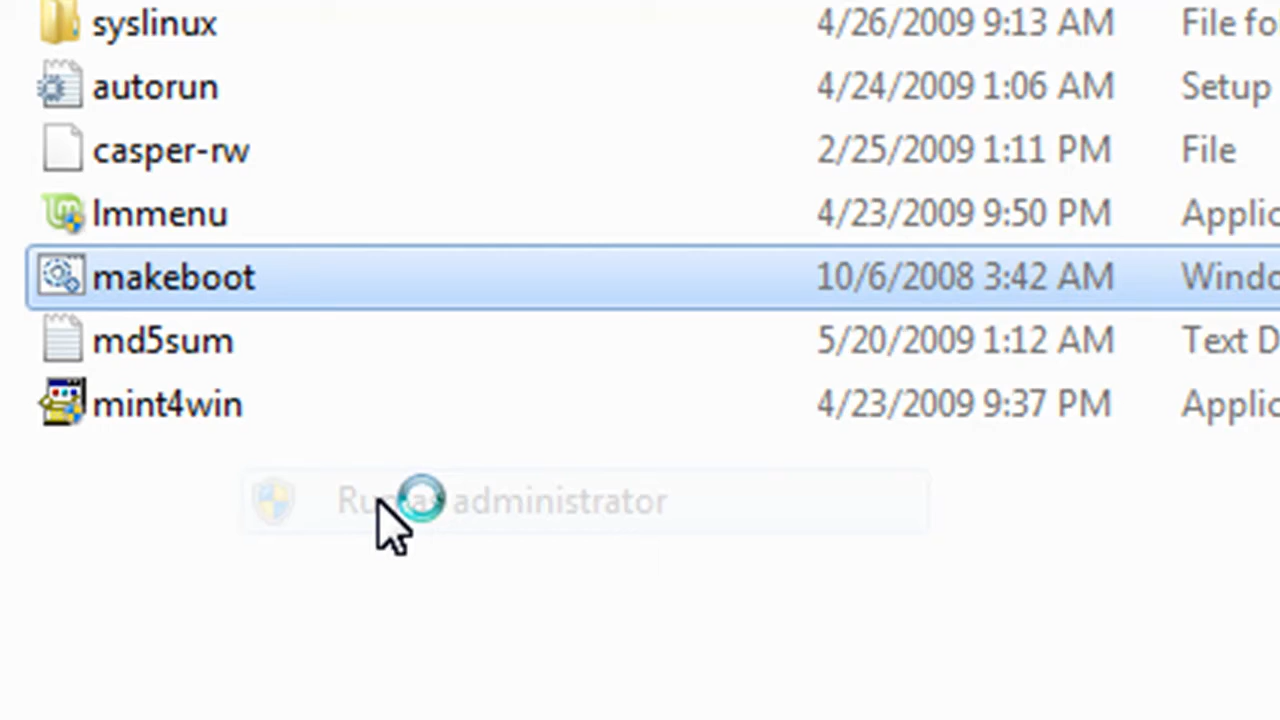 syslinux 4/26/2009 9:13 AM File fo
autorun 4/24/2009 1:06 AM Setup
casper-rw 2/25/2009 1:11 PM File
lmmenu 4/23/2009 9:50 PM Applic
makeboot 10/6/2008 3:42 AM Windo
md5sum 5/20/2009 1:12 AM Text D
mint4win 4/23/2009 9:37 PM Applic
Run as administrator